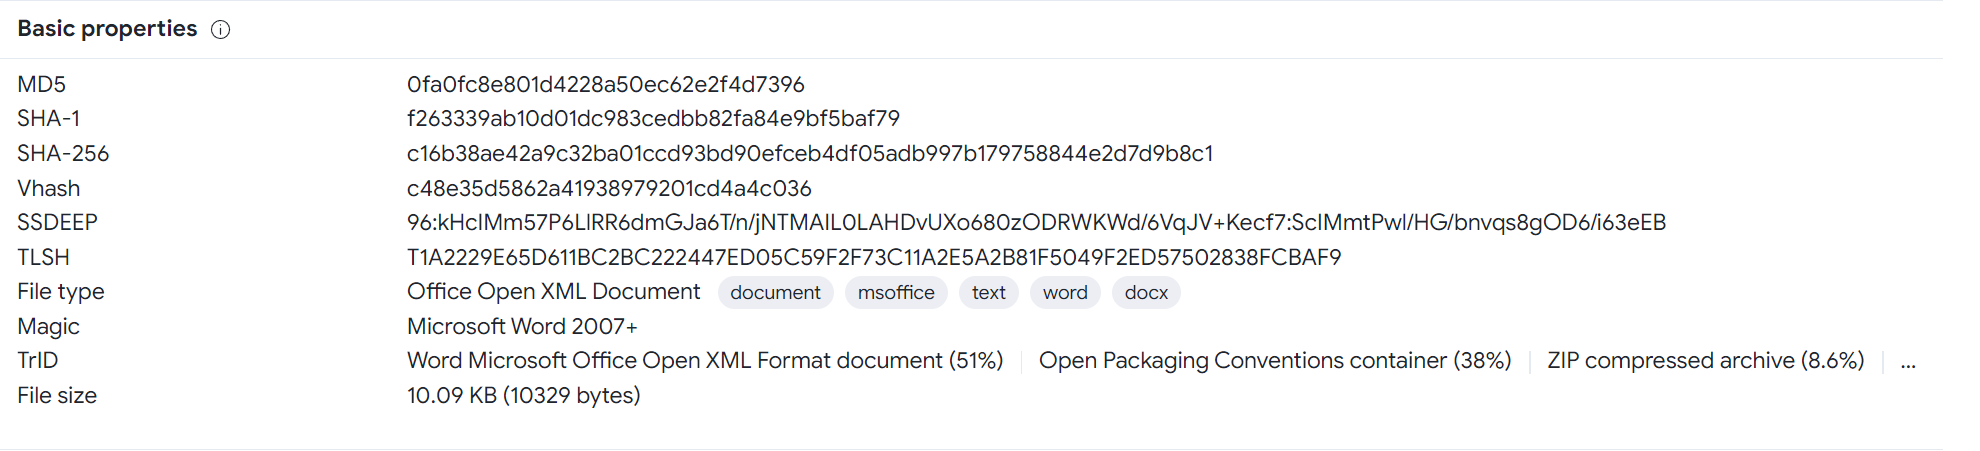 Basic properties
MD5 0fa0fc8e801d4228a50ec62e2f4d7396
SHA-1 f263339ab10d01dc983cedbb82fa84e9bf5baf79
SHA-256 c16b38ae42a9c32ba01ccd93bd90efceb4df05adb997b179758844e2d7d9b8c1
Vhash c48e35d5862a41938979201cd4a4c036
SSDEEP 96:kHclMm57P6LlRR6dmGJa6T/n/jNTMAIL0LAHDvUXo680zODRWKWd/6VqJV+Kecf7:SclMmtPwl/HG/bnvqs8gOD6/i63eEB
TLSH T1A2229E65D611BC2BC222447ED05C59F2F73C11A2E5A2B81F5049F2ED57502838FCBAF9
File type Office Open XML Document document msoffice text word docx
Magic Microsoft Word 2007+
TrID Word Microsoft Office Open XML Format document (51%) Open Packaging Conventions container (38%) ZIP compressed archive (8.6%) ...
File size 10.09 KB (10329 bytes)